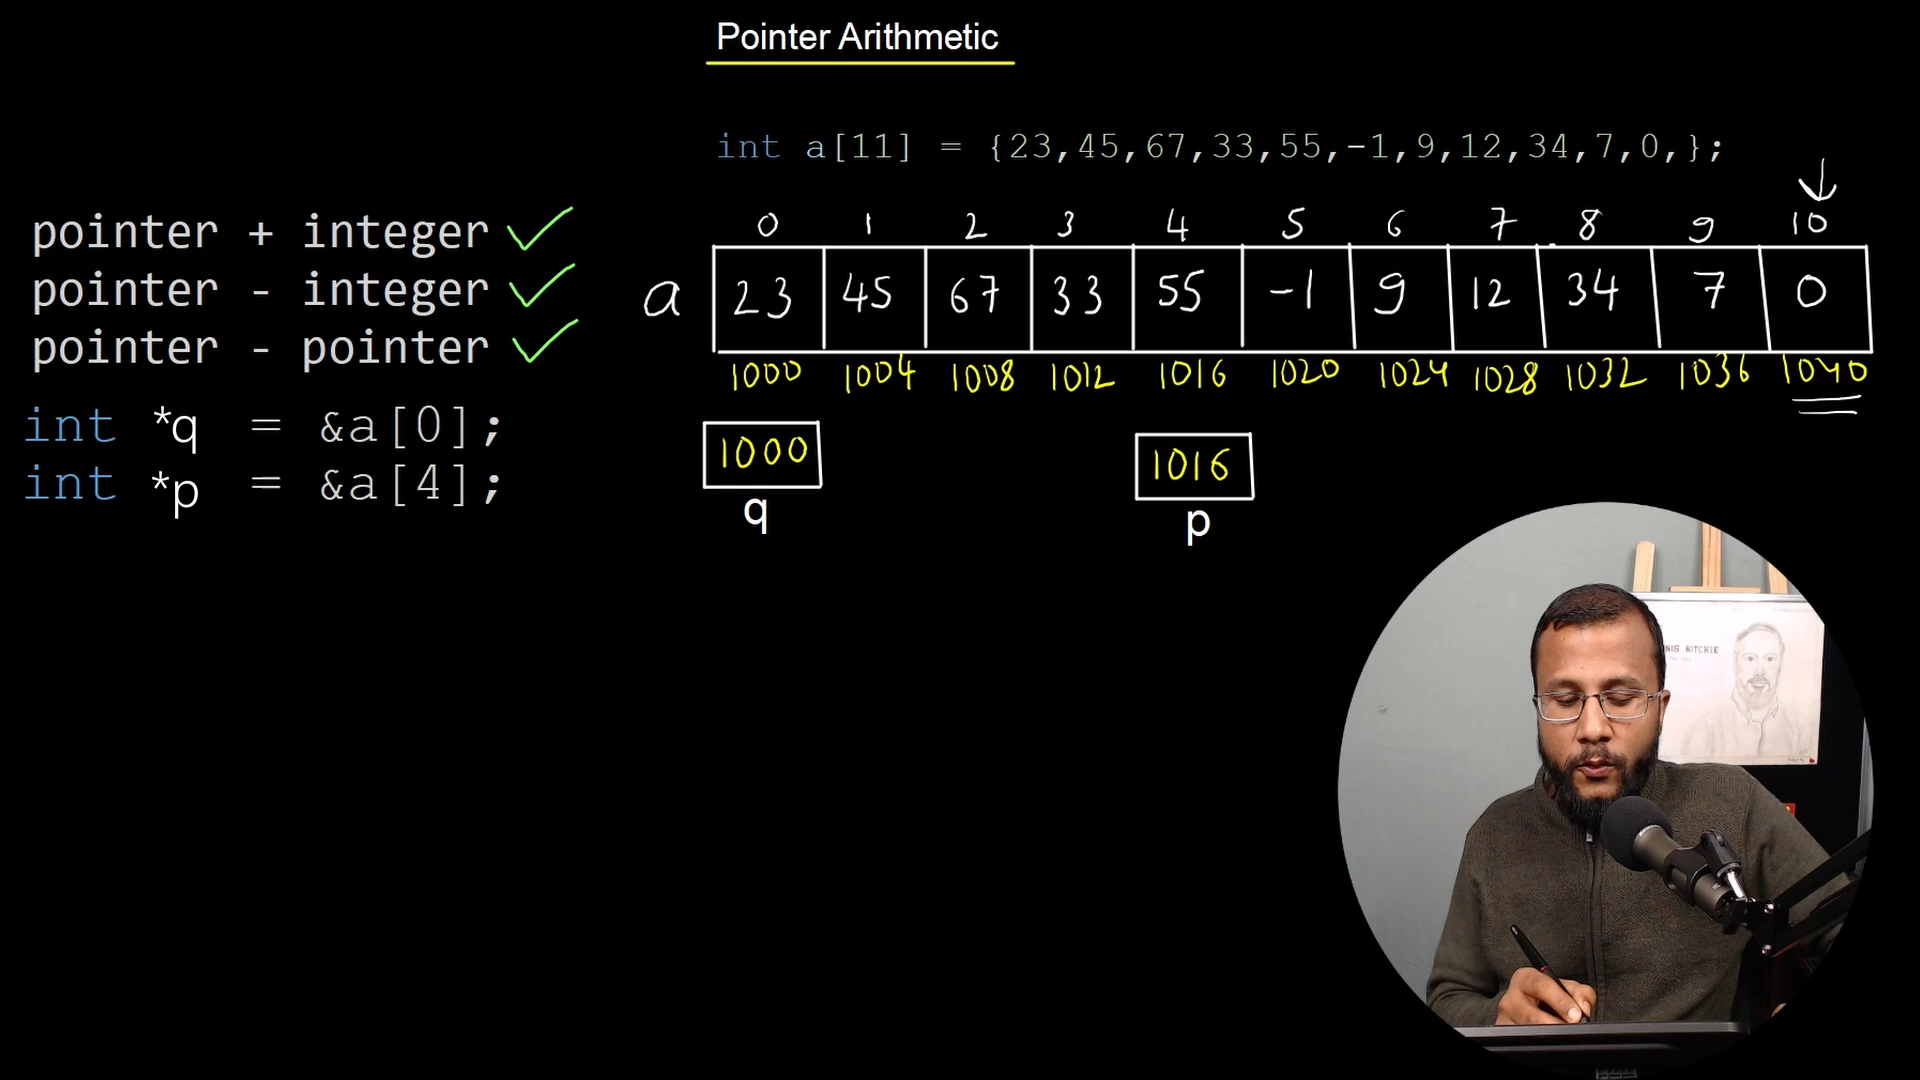 Pointer Arithmetic
int a[11] = {23,45,67,33,55,-1,9,12,34,7,0,};
pointer + integer
pointer - integer
pointer - pointer
int *q = &a[0];
int *p = &a[4];
0 1 2 3 4 5 6 7 8 9 10
a 23 45 67 33 55 -1 9 12 34 7 0
1000 1004 1008 1012 1016 1020 1024 1028 1032 1036 1040
1000 1016
q p
NIS RITCHIE